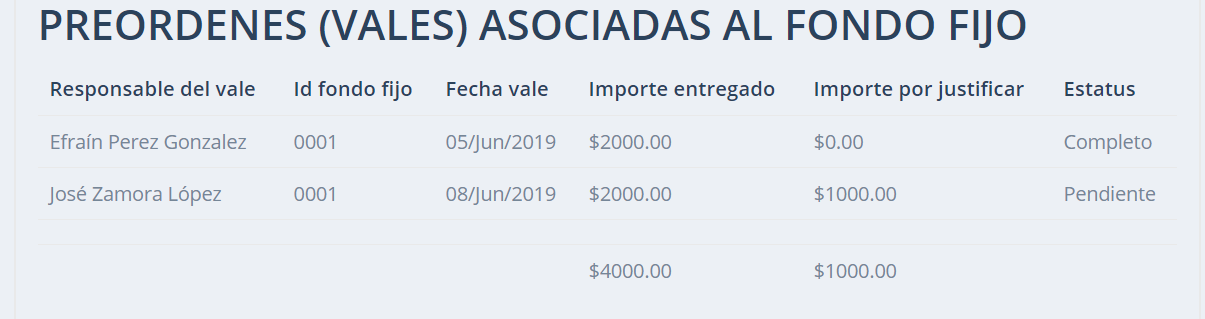 PREORDENES (VALES) ASOCIADAS AL FONDO FIJO
Responsable del vale Id fondo fijo Fecha vale Importe entregado Importe por justificar Estatus
Efraín Perez Gonzalez 0001 05/Jun/2019 $2000.00 $0.00 Completo
José Zamora López 0001 08/Jun/2019 $2000.00 $1000.00 Pendiente
$4000.00 $1000.00